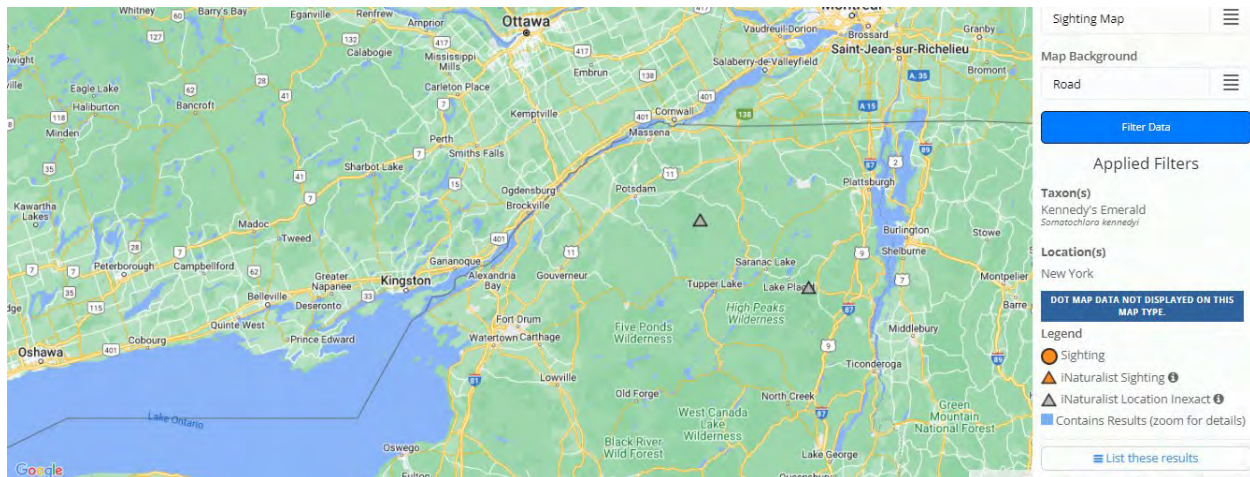 Whitney
Barry's Bay
Eganville
Renfrew
Arnprior
Ottawa
Vaudreuil-Dorion
Montreal
Brossard
Granby
Saint-Jean-sur-Richelieu
Calabogie
Mississippi
Mills
Embrun
Salaberry-de-Valleyfield
Bromont
Dwight
Eagle Lake
Haliburton
Bancroft
Carleton Place
Kemptville
Cornwall
Massena
Minden
Perth
Smiths Falls
Sharbot Lake
Ogdensburg
Potsdam
Plattsburgh
Brockville
Kawartha
Lakes
Madoc
Tweed
Burlington
Stowe
Shelburne
Peterborough
Campbellford
Greater
Napanee
Kingston
Gananoque
Alexandria
Bay
Gouverneur
Saranac Lake
Tupper Lake
Lake Placid
Montpelier
Belleville
Deseronto
High Peaks
Wilderness
Barre
Quinte West
Prince Edward
Fort Drum
Watertown
Carthage
Five Ponds
Wilderness
Middlebury
Oshawa
Cobourg
Ticonderoga
Lowville
Old Forge
North Creek
Lake Ontario
West Canada
Lake
Wilderness
Green
Mountain
National Forest
Oswego
Black River
Wild Forest
Lake George
Fulton
Queensbury
Google
Sighting Map
Map Background
Road
Filter Data
Applied Filters
Taxon(s)
Kennedy's Emerald
Somatochlora kennedyi
Location(s)
New York
DOT MAP DATA NOT DISPLAYED ON THIS
MAP TYPE.
Legend
Sighting
iNaturalist Sighting
iNaturalist Location Inexact
Contains Results (zoom for details)
List these results